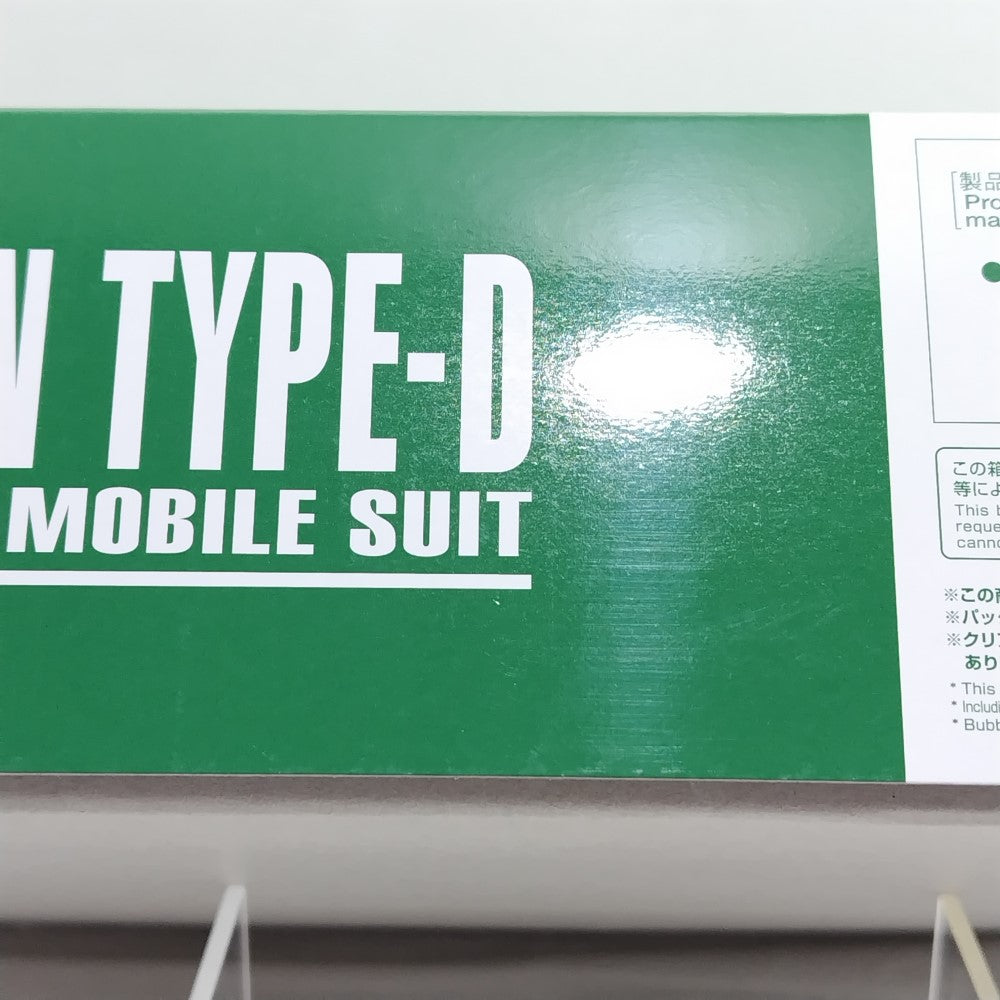 TYPE-D
MOBILE SUIT
[製品
Pro
ma
この箱
等によ
This b
reque
canno
※この商
※パッケ
※クリア
あり
* This
* Includi
* Bubb